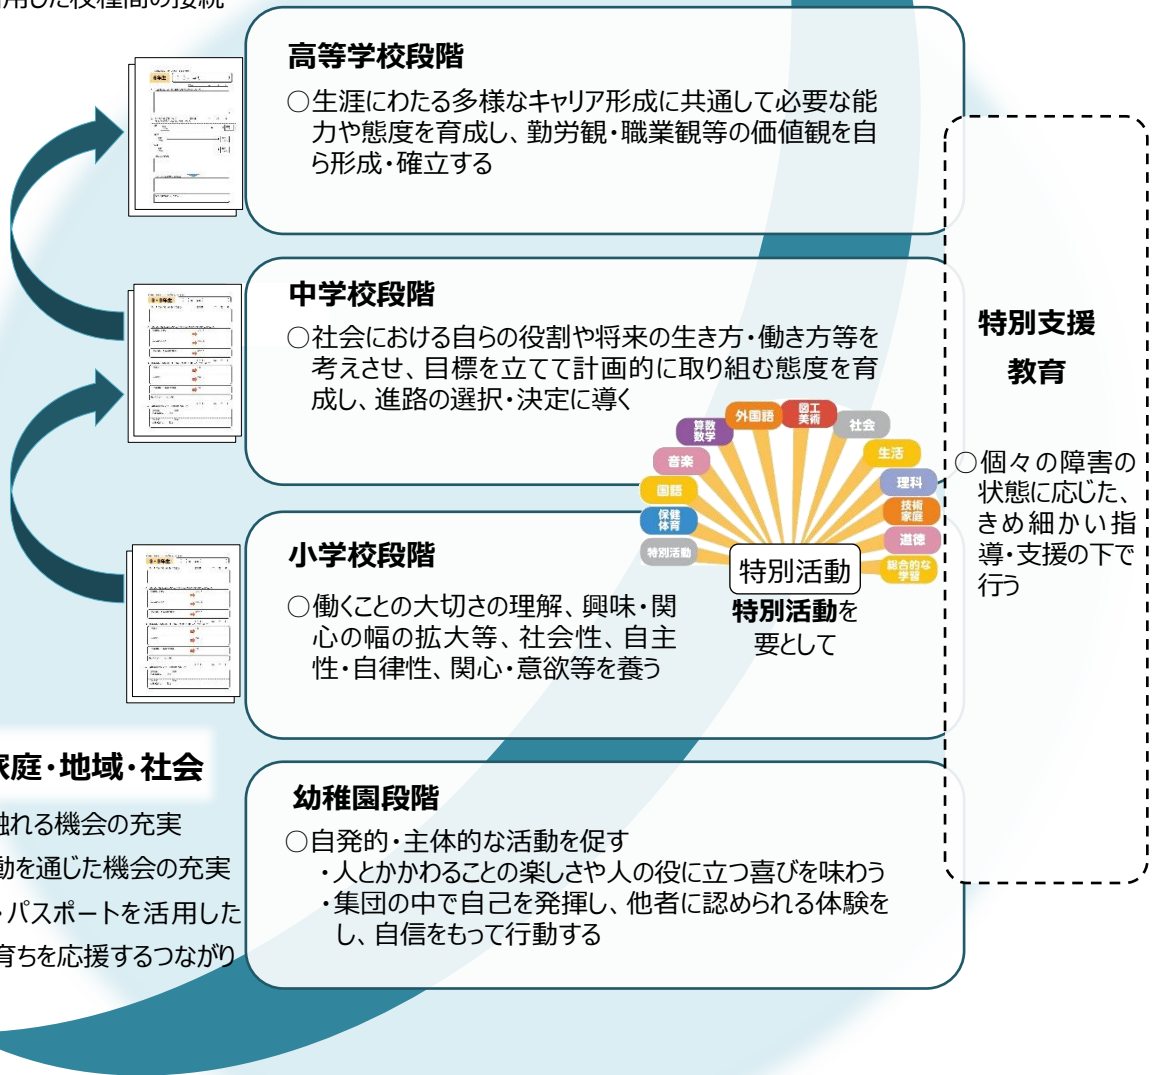 用した校種間の接続
高等学校段階
○生涯にわたる多様なキャリア形成に共通して必要な能
力や態度を育成し、勤労観・職業観等の価値観を自
ら形成・確立する
中学校段階
○社会における自らの役割や将来の生き方・働き方等を
考えさせ、目標を立てて計画的に取り組む態度を育
成し、進路の選択・決定に導く
特別支援
教育
○個々の障害の
状態に応じた、
きめ細かい指
導・支援の下で
行う
特別活動
保健
体育
国語
音楽
算数
数学
外国語
図工
美術
社会
生活
理科
技術
家庭
道徳
総合的な
学習
特別活動
特別活動を
要として
小学校段階
○働くことの大切さの理解、興味・関
心の幅の拡大等、社会性、自主
性・自律性、関心・意欲等を養う
家庭・地域・社会
触れる機会の充実
動を通じた機会の充実
・パスポートを活用した
育ちを応援するつながり
幼稚園段階
○自発的・主体的な活動を促す
・人とかかわることの楽しさや人の役に立つ喜びを味わう
・集団の中で自己を発揮し、他者に認められる体験を
し、自信をもって行動する